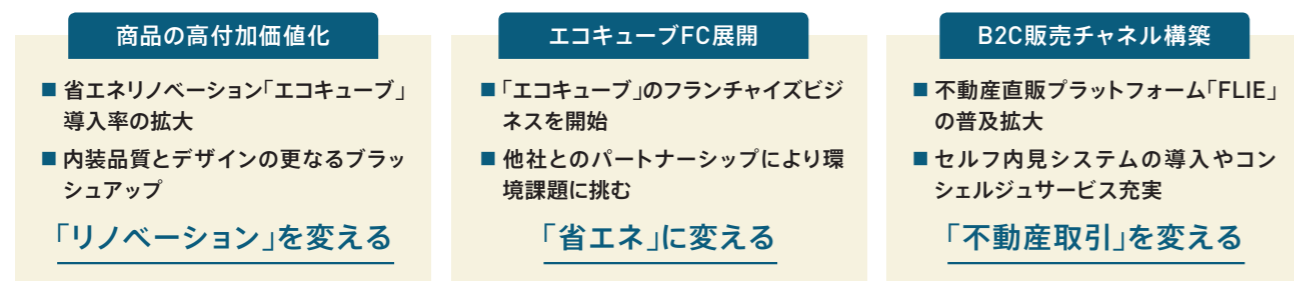 商品の高付加価値化
■ 省エネリノベーション「エコキューブ」
導入率の拡大
■ 内装品質とデザインの更なるブラッ
シュアップ
「リノベーション」を変える
エコキューブFC展開
■ 「エコキューブ」のフランチャイズビジ
ネスを開始
■ 他社とのパートナーシップにより環
境課題に挑む
「省エネ」に変える
B2C販売チャネル構築
■ 不動産直販プラットフォーム「FLIE」
の普及拡大
■ セルフ内見システムの導入やコン
シェルジュサービス充実
「不動産取引」を変える